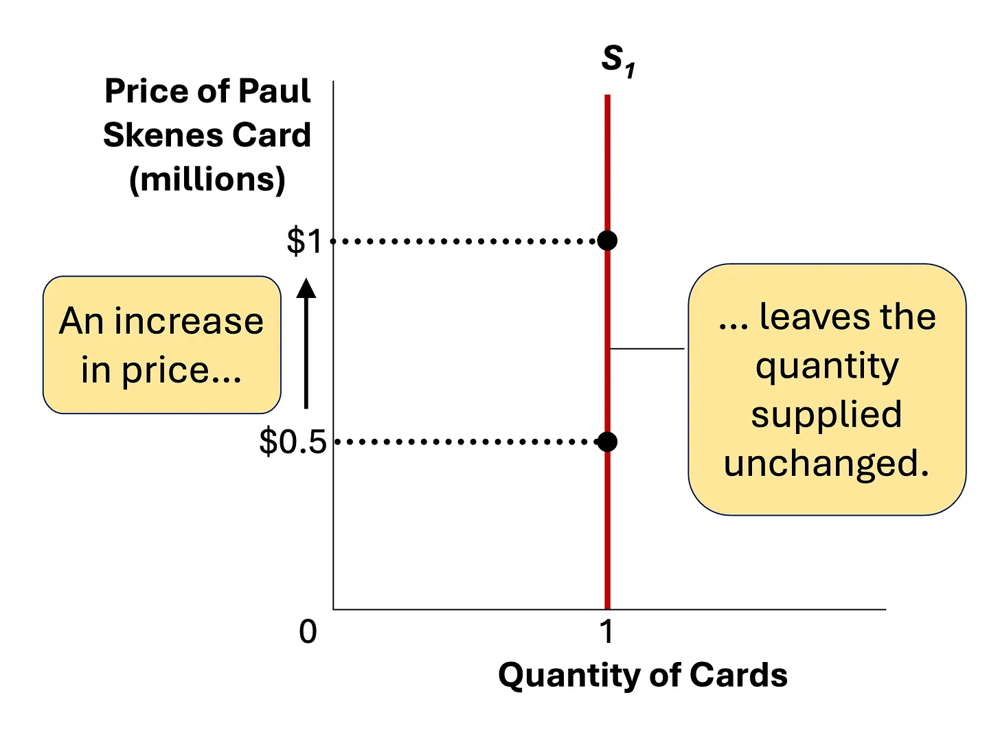 S₁
Price of Paul
Skenes Card
(millions)
$1
An increase
in price...
... leaves the
quantity
supplied
unchanged.
$0.5
0
1
Quantity of Cards